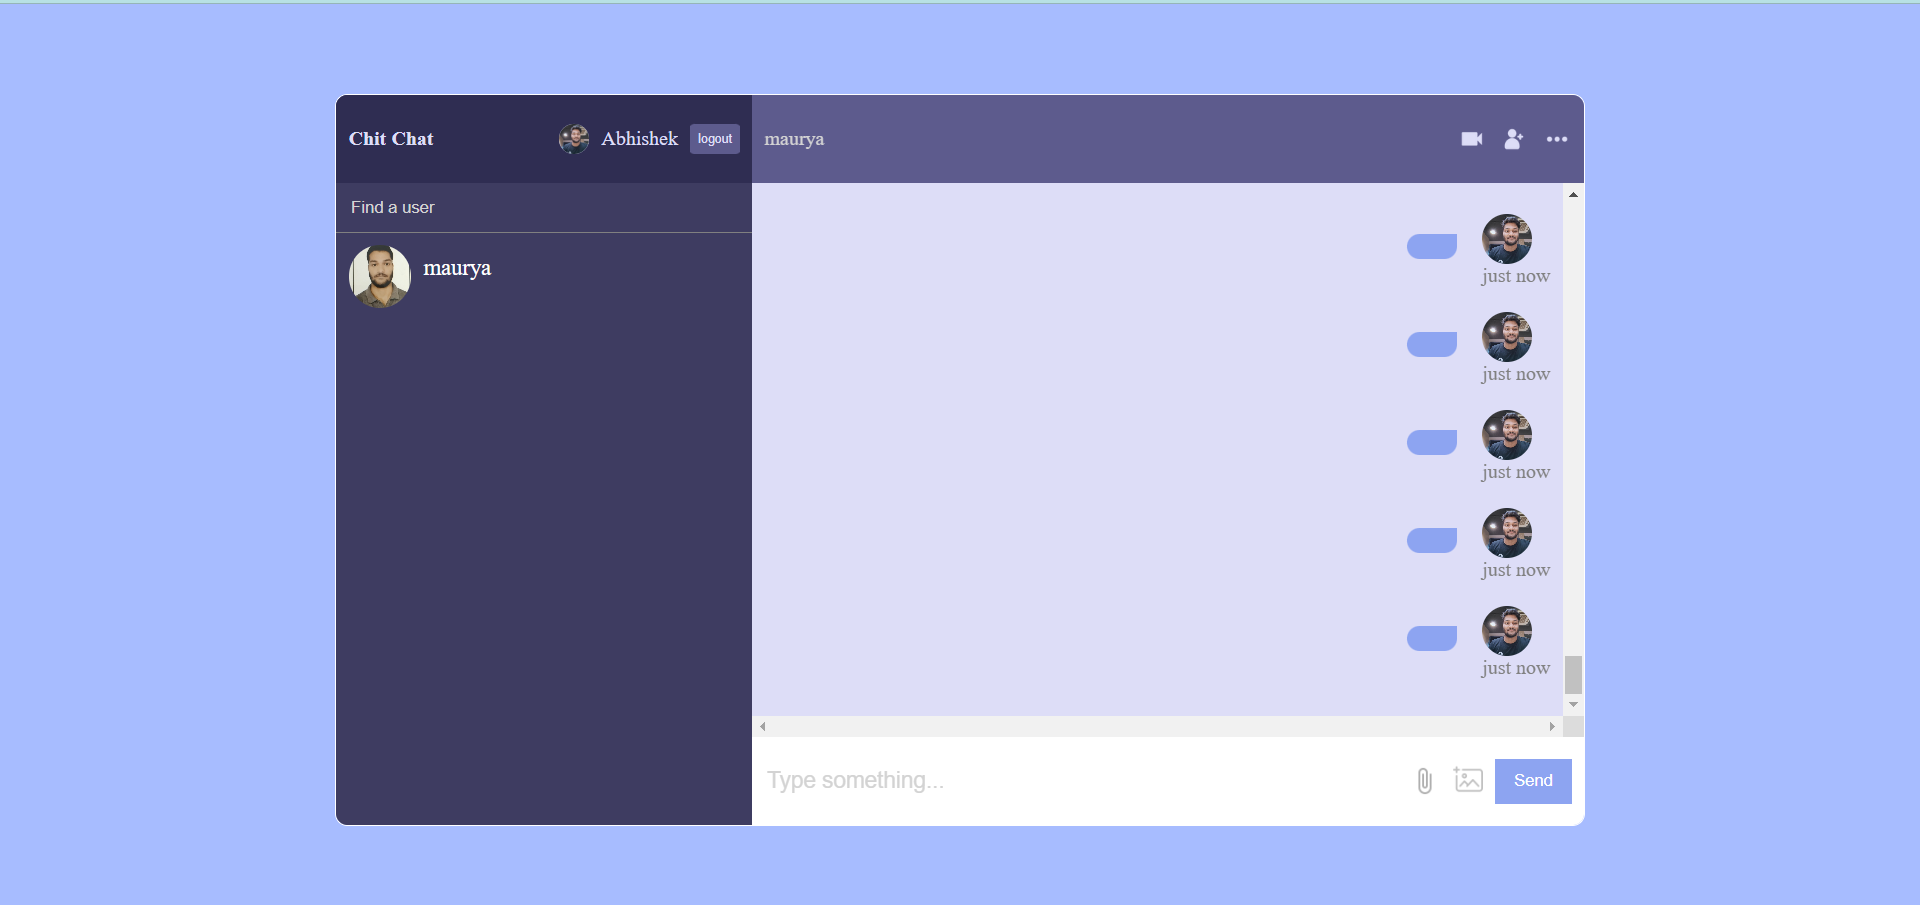 Chit Chat
Abhishek
logout
maurya
Find a user
maurya
just now
just now
just now
just now
just now
Type something...
Send